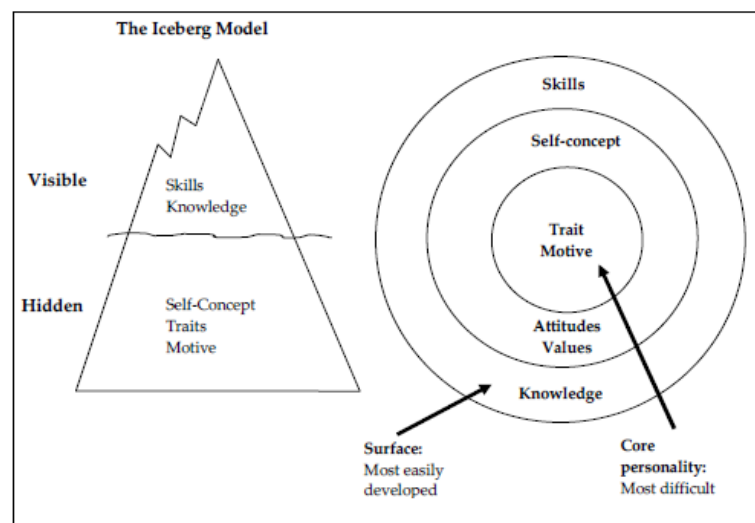 The Iceberg Model
Visible
Skills
Knowledge
Hidden
Self-Concept
Traits
Motive
Skills
Self-concept
Trait
Motive
Attitudes
Values
Knowledge
Surface:
Most easily
developed
Core
personality:
Most difficult